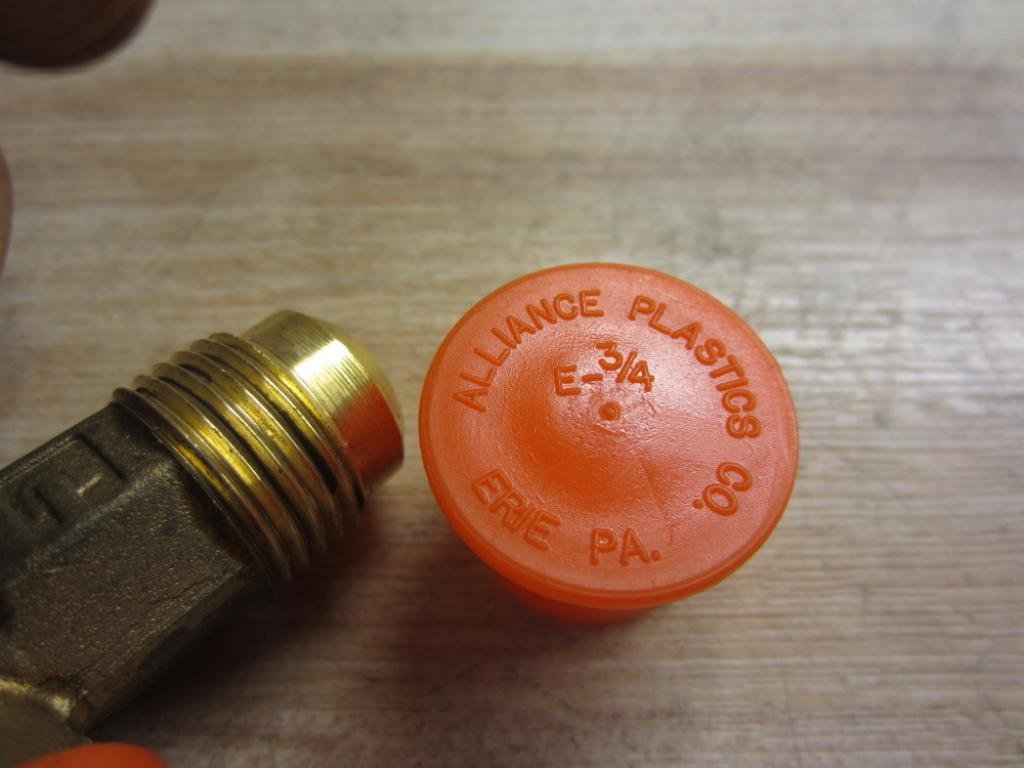 ALLIANCE PLASTICS CO.
E-3/4
ERIE PA.